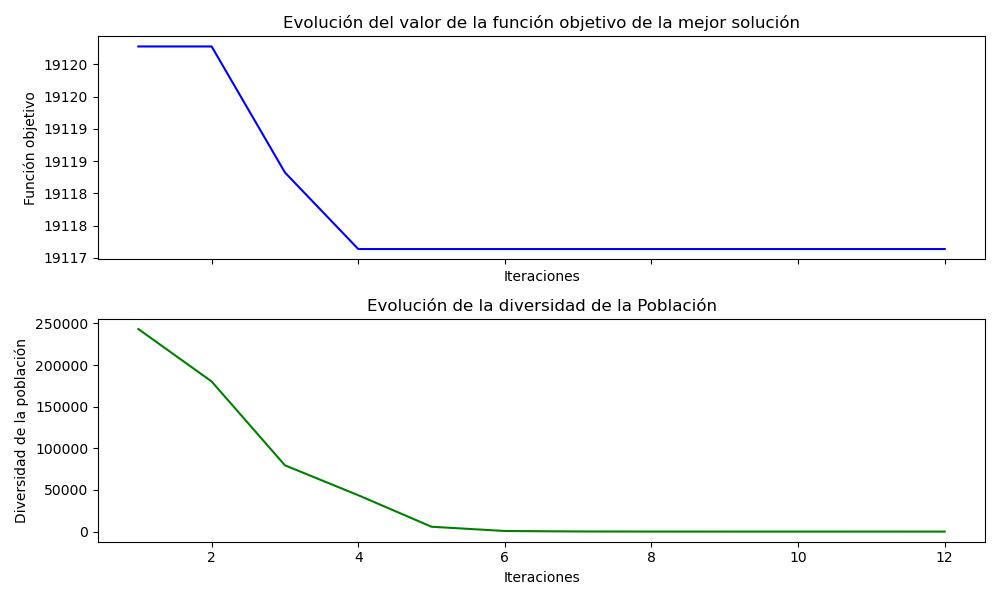 Evolución del valor de la función objetivo de la mejor solución
19120
19120
19119
19119
19118
19118
19117
Función objetivo
Iteraciones
Evolución de la diversidad de la Población
250000
200000
150000
100000
50000
0
Diversidad de la población
2 4 6 8 10 12
Iteraciones